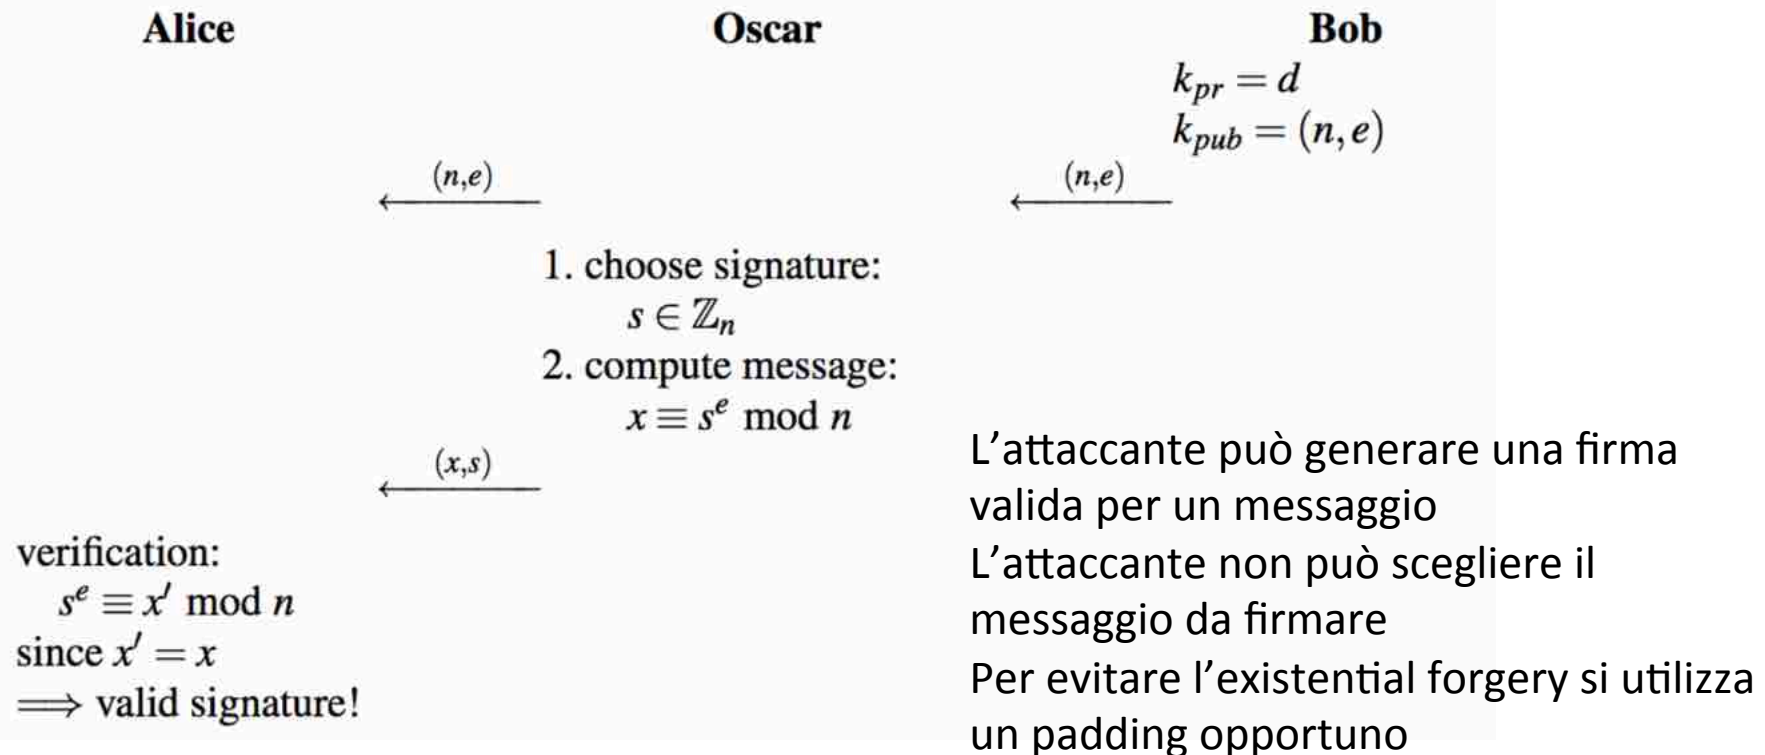 Alice Oscar Bob
k_pr = d
k_pub = (n, e)
(n,e) (n,e)
1. choose signature:
s ∈ ℤ_n
2. compute message:
x ≡ s^e mod n
(x,s)
verification:
s^e ≡ x′ mod n
since x′ = x
⟹ valid signature!
L’attaccante può generare una firma
valida per un messaggio
L’attaccante non può scegliere il
messaggio da firmare
Per evitare l’existential forgery si utilizza
un padding opportuno